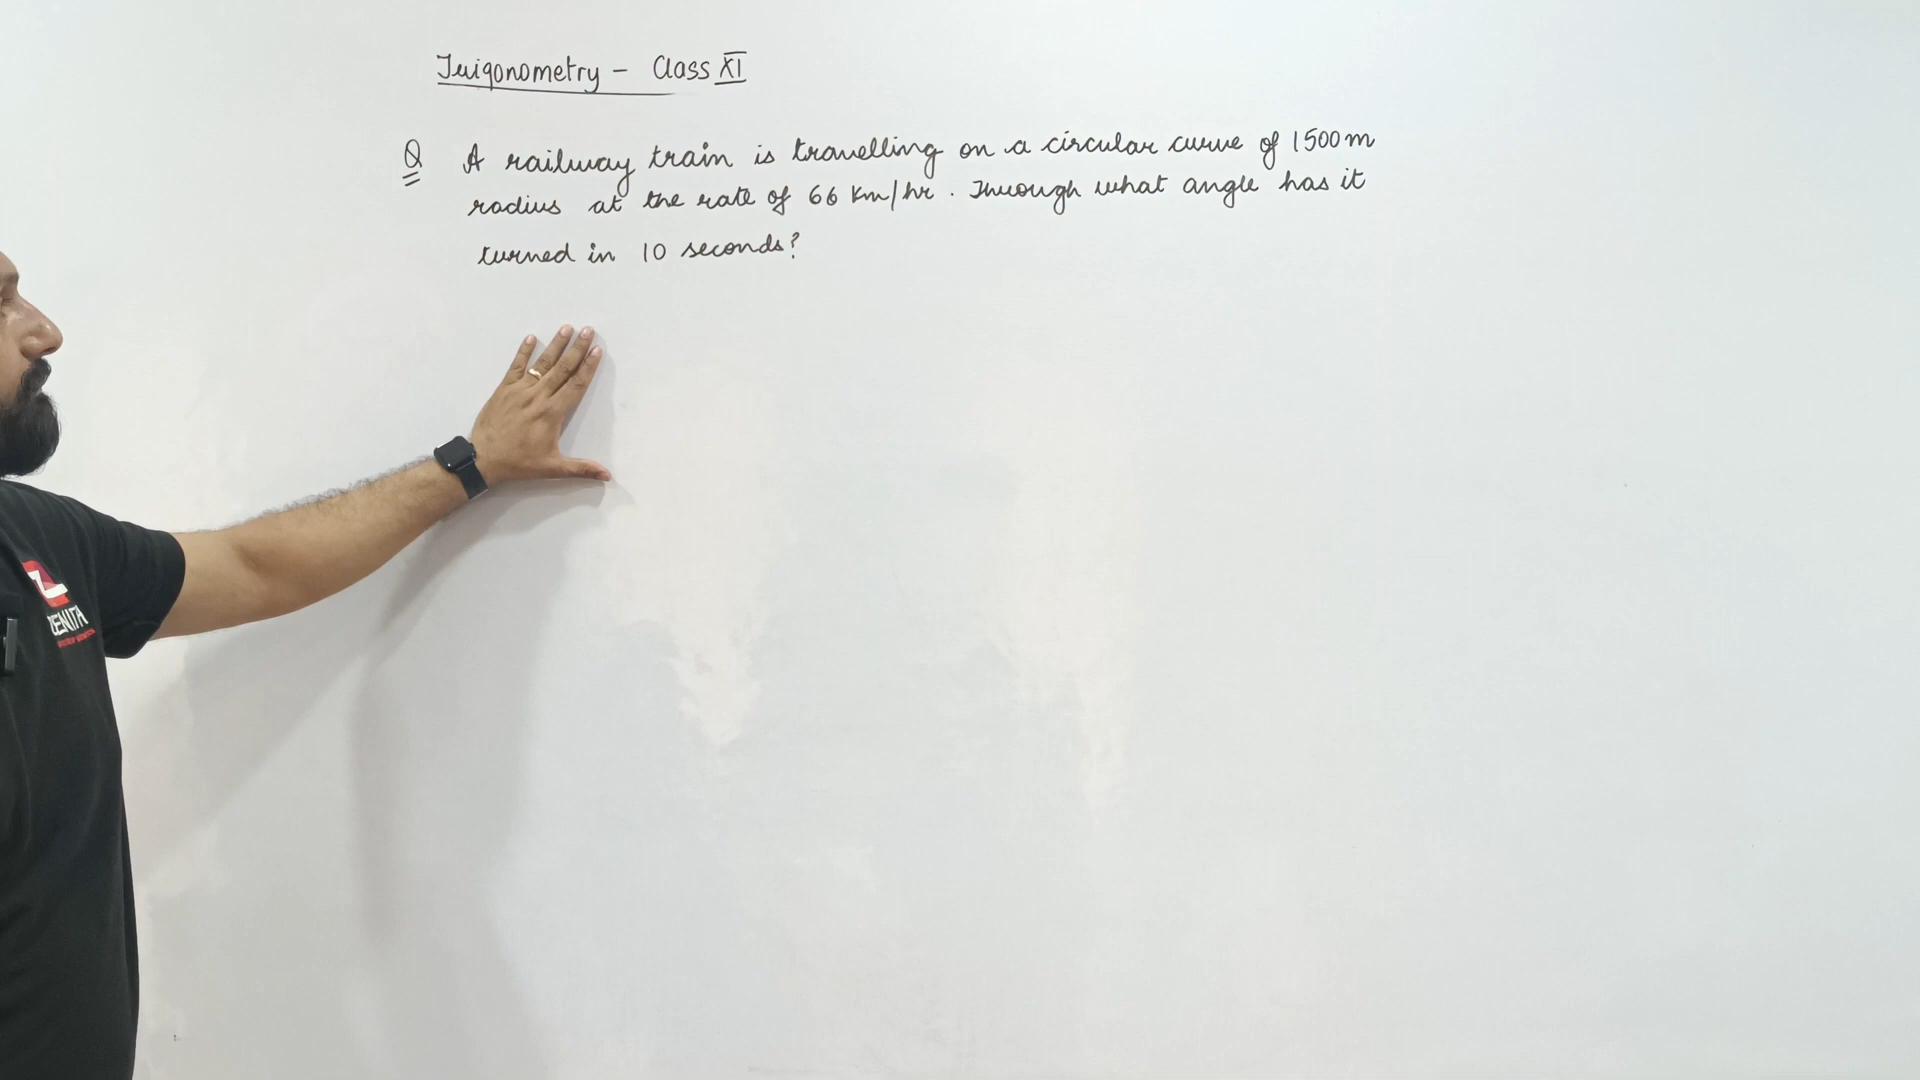 Trigonometry - Class XI
Q A railway train is travelling on a circular curve of 1500m
radius at the rate of 66 Km/hr. Through what angle has it
turned in 10 seconds?
ZENITA